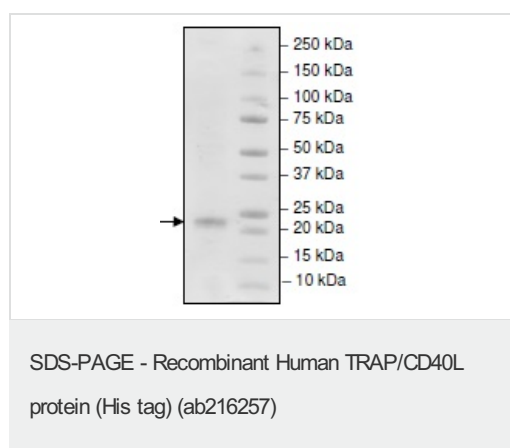 250 kDa
150 kDa
100 kDa
75 kDa
50 kDa
37 kDa
25 kDa
20 kDa
15 kDa
10 kDa
SDS-PAGE - Recombinant Human TRAP/CD40L
protein (His tag) (ab216257)